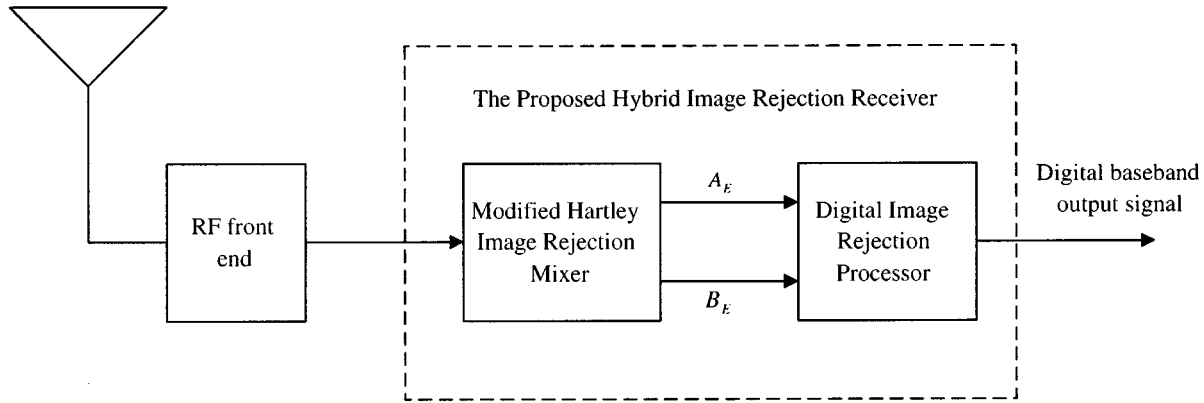 The Proposed Hybrid Image Rejection Receiver
RF front
end
Modified Hartley
Image Rejection
Mixer
A_E
B_E
Digital Image
Rejection
Processor
Digital baseband
output signal